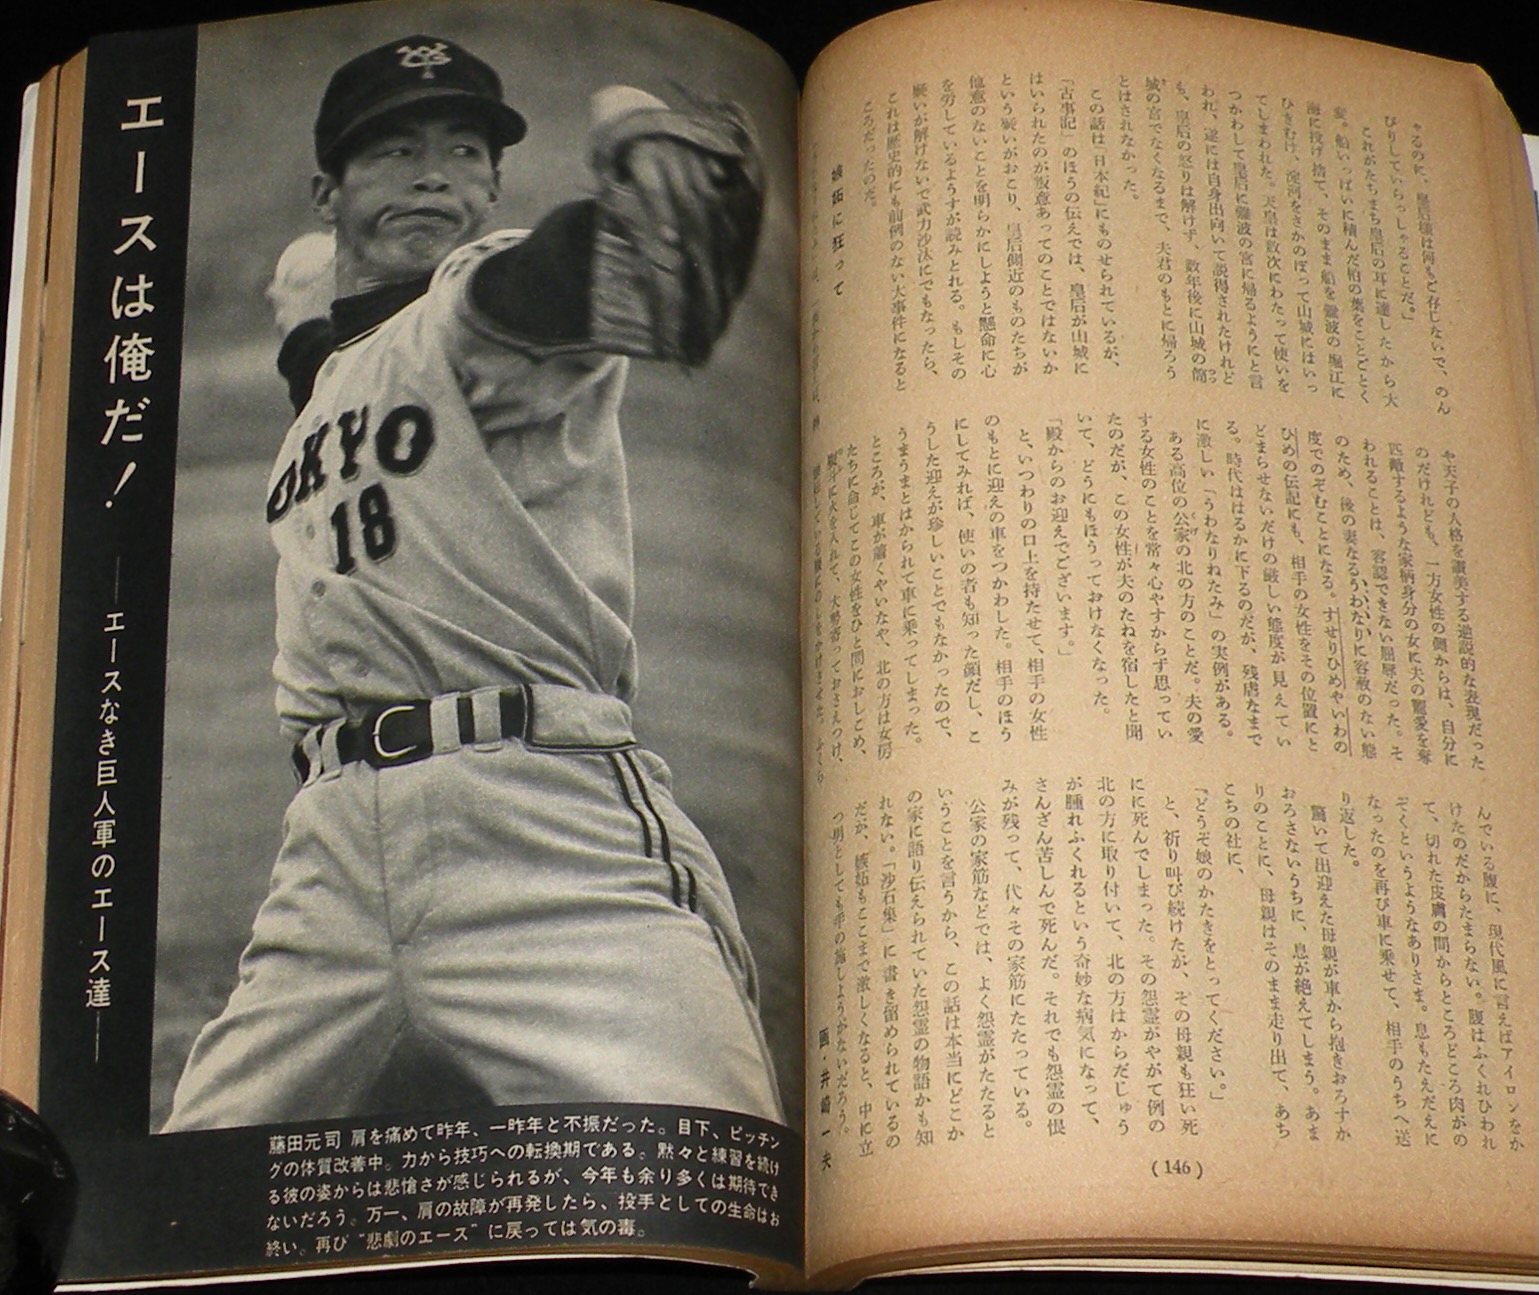 ゃるのに、皇后様は何もご存じないで、のん
びりしていらっしゃることだ。」
これがたちまち皇后の耳に達したから大
変。船いっぱいに積んだ柏の葉をことごとく
海に投げ捨て、そのまま船を難波の堀江に
ひきむけ、淀河をさかのぼって山城にはいっ
てしまわれた。天皇は数次にわたって使いを
つかわして皇后に難波の宮に帰るようにと言
われ、遂には自身出向いて説得されたけれど
も、皇后の怒りは解けず、数年後に山城の筒
城の宮でなくなるまで、夫君のもとに帰ろう
とはされなかった。
この話は「日本紀」にものせられているが、
「古事記」のほうの伝えでは、皇后が山城に
はいられたのが叛意あってのことではないか
という疑いがおこり、皇后側近のものたちが
他意のないことを明らかにしようと懸命に心
を労しているようすが読みとれる。もしその
疑いが解けないで武力沙汰にでもなったら、
これは歴史的にも前例のない大事件になると
ころだったのだ。
嫉妬に狂って
や天子の人格を讃美する逆説的な表現だった
のだけれども、一方女性の側からは、自分に
匹敵するような家柄身分の女に夫の寵愛を奪
われることは、容認できない屈辱だった。そ
のため、後の妻なるうわなりに容赦のない態
度でのぞむことになる。すせりひめやいわの
ひめの伝記にも、相手の女性をその位置にと
どまらせないだけの厳しい態度が見えてい
る。時代ははるかに下るのだが、残虐なまで
に激しい「うわなりねたみ」の実例がある。
ある高位の公家の北の方のことだ。夫の愛
する女性のことを常々心やすからず思ってい
たのだが、この女性が夫のたねを宿したと聞
いて、どうにもほうっておけなくなった。
「殿からのお迎えでございます。」
と、いつわりの口上を持たせて、相手の女性
のもとに迎えの車をつかわした。相手のほう
にしてみれば、使いの者も知った顔だし、こ
うした迎えが珍しいことでもなかったので、
うまうまとはかられて車に乗ってしまった。
ところが、車が着くやいなや、北の方は女房
たちに命じてこの女性をひと間におしこめ、
に火を入れて、大勢寄っておさえつけ、
んでいる腹に、現代風に言えばアイロンをか
けたのだからたまらない。腹はふくれひわれ
て、切れた皮膚の間からところどころ肉がの
ぞくというようなありさま。息もたえだえに
なったのを再び車に乗せて、相手のうちへ送
り返した。
驚いて出迎えた母親が車から抱きおろすか
おろさないうちに、息が絶えてしまう。あま
りのことに、母親はそのまま走り出て、あち
こちの社に、
「どうぞ娘のかたきをとってください。」
と、祈り叫び続けたが、その母親も狂い死
にに死んでしまった。その怨霊がやがて例の
北の方に取り付いて、北の方はからだじゅう
が腫れふくれるという奇妙な病気になって、
さんざん苦しんで死んだ。それでも怨霊の恨
みが残って、代々その家筋にたたっている。
公家の家筋などでは、よく怨霊がたたると
いうことを言うから、この話は本当にどこか
の家に語り伝えられていた怨霊の物語かも知
れない。「沙石集」に書き留められているの
だが、嫉妬もここまで激しくなると、中に立
つ男としても手の施しようがないだろう。
画・井崎一夫
(146)
エースは俺だ！
——エースなき巨人軍のエース達——
YG
TOKYO
18
藤田元司 肩を痛めて昨年、一昨年と不振だった。目下、ピッチン
グの体質改善中。力から技巧への転換期である。黙々と練習を続け
る彼の姿からは悲愴さが感じられるが、今年も余り多くは期待でき
ないだろう。万一、肩の故障が再発したら、投手としての生命はお
終い。再び〝悲劇のエース〟に戻っては気の毒。